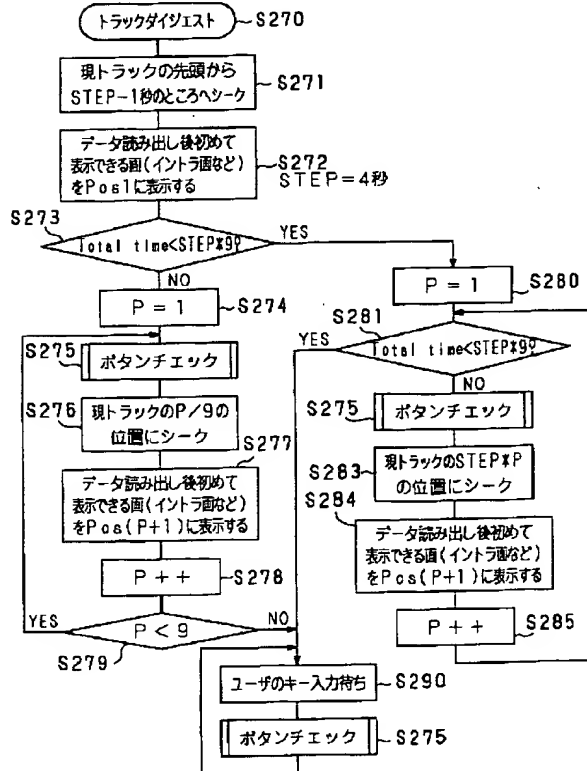 トラックダイジェスト
S270
現トラックの先頭から
STEP-1秒のところへシーク
S271
データ読み出し後初めて
表示できる画(イントラ画など)
をPos1に表示する
S272
STEP=4秒
S273
Total time<STEP*9?
YES
NO
P=1
S274
S275
ボタンチェック
S276
現トラックのP/9の
位置にシーク
S277
データ読み出し後初めて
表示できる画(イントラ画など)
をPos(P+1)に表示する
P++
S278
YES
P<9
NO
S279
P=1
S280
S281
YES
Total time<STEP*9?
NO
S275
ボタンチェック
S283
現トラックのSTEP*P
の位置にシーク
S284
データ読み出し後初めて
表示できる画(イントラ画など)
をPos(P+1)に表示する
P++
S285
ユーザのキー入力待ち
S290
ボタンチェック
S275